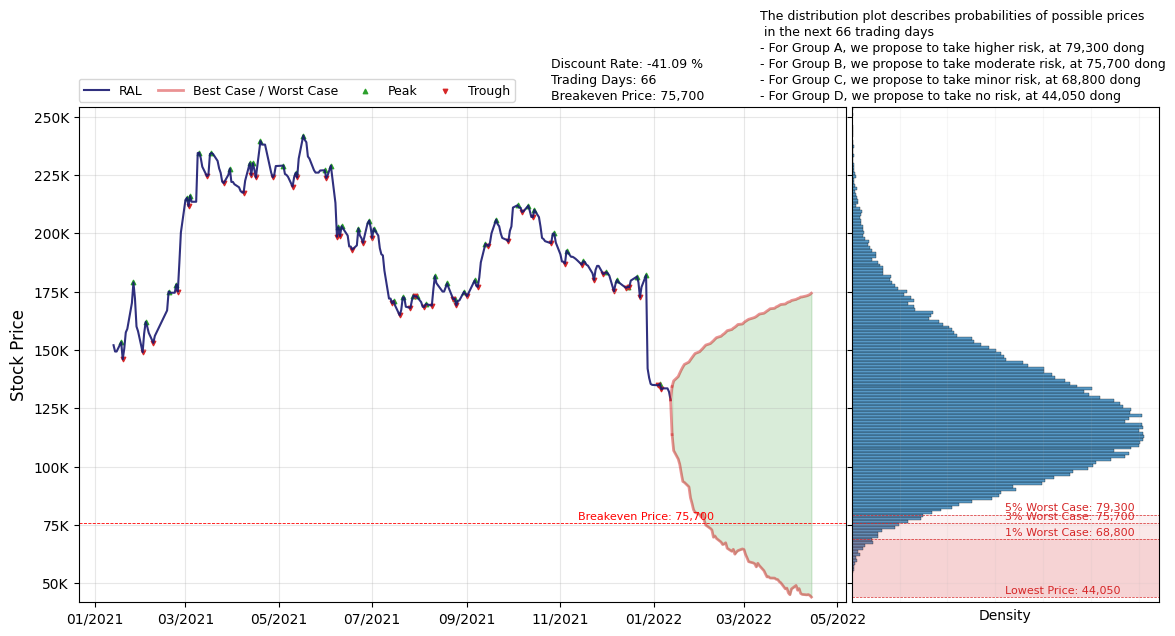 The distribution plot describes probabilities of possible prices
in the next 66 trading days
- For Group A, we propose to take higher risk, at 79,300 dong
- For Group B, we propose to take moderate risk, at 75,700 dong
- For Group C, we propose to take minor risk, at 68,800 dong
- For Group D, we propose to take no risk, at 44,050 dong
Discount Rate: -41.09 %
Trading Days: 66
Breakeven Price: 75,700
RAL
Best Case / Worst Case
Peak
Trough
Stock Price
250K
225K
200K
175K
150K
125K
100K
75K
50K
Breakeven Price: 75,700
5% Worst Case: 79,300
3% Worst Case: 75,700
1% Worst Case: 68,800
Lowest Price: 44,050
01/2021
03/2021
05/2021
07/2021
09/2021
11/2021
01/2022
03/2022
05/2022
Density